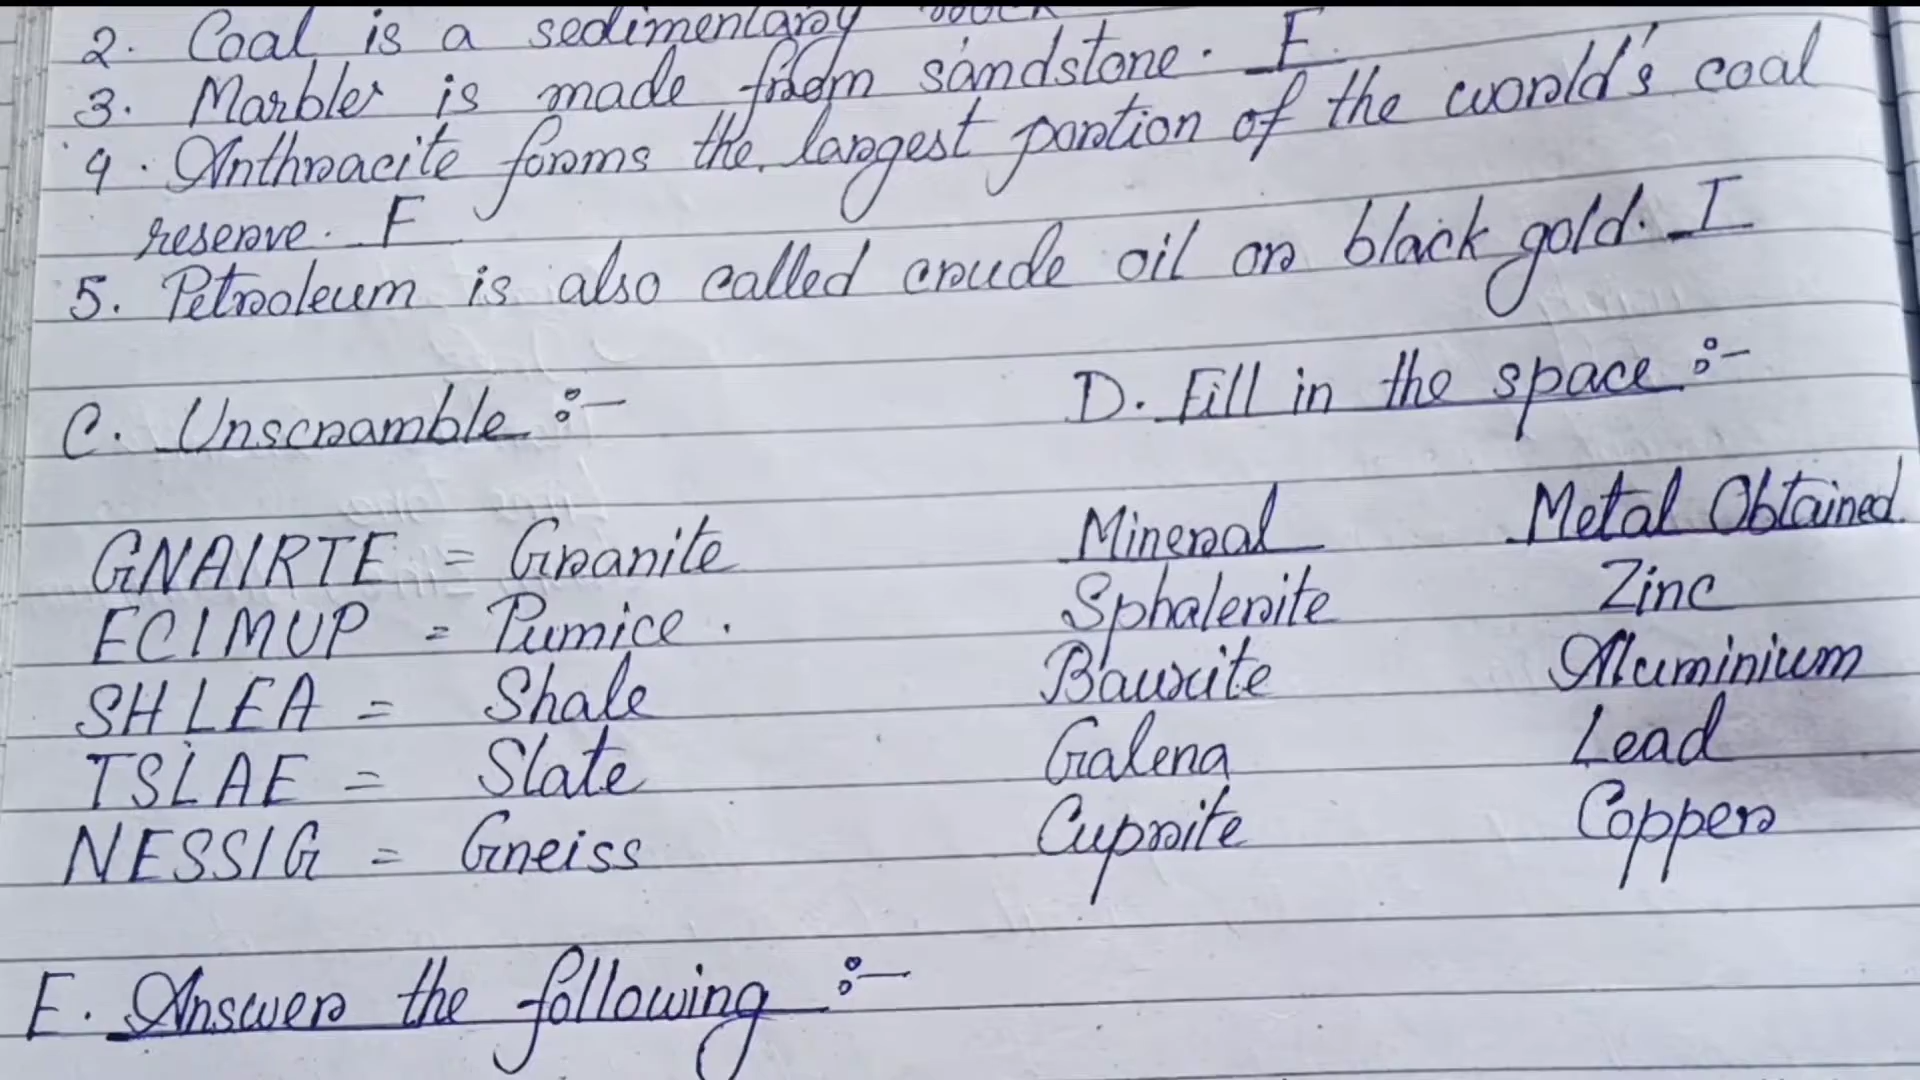 2. Coal is a sedimentary rock
3. Marble is made from sandstone. F
4. Anthracite forms the largest portion of the world's coal
reserve. F
5. Petroleum is also called crude oil or black gold. T
C. Unscramble :-
D. Fill in the space :-
Mineral Metal Obtained.
GNAIRTE = Granite
Sphalerite Zinc
ECIMUP = Pumice.
Bauxite Aluminium
SHLEA = Shale
Galena Lead
TSLAE = Slate
Cuprite Copper
NESSIG = Gneiss
E. Answer the following :-